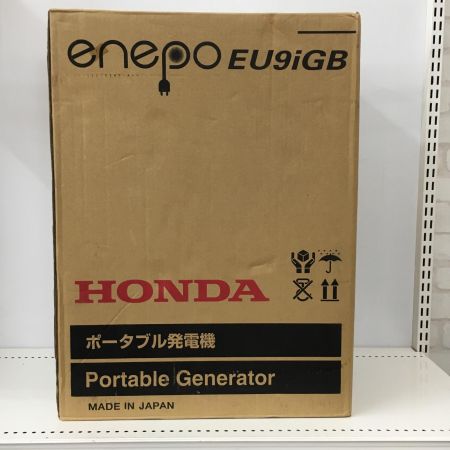 enepo EU9iGB
HONDA
ポータブル発電機
Portable Generator
MADE IN JAPAN